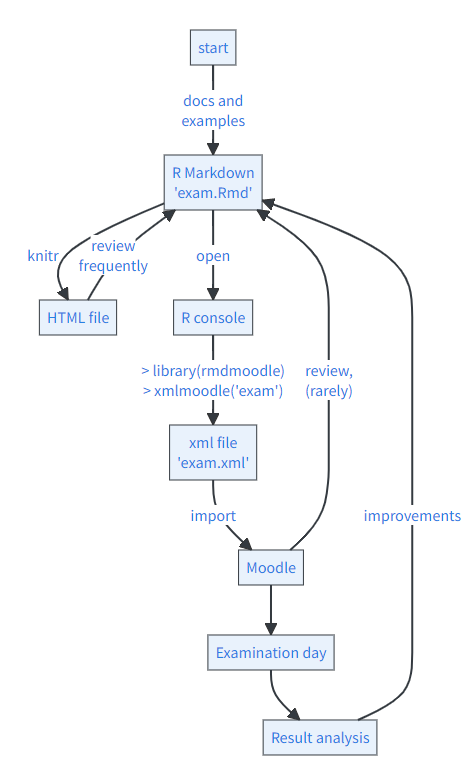 start
docs and
examples
R Markdown
'exam.Rmd'
knitr
review
frequently
open
HTML file
R console
> library(rmdmoodle)
> xmlmoodle('exam')
review,
(rarely)
xml file
'exam.xml'
import
improvements
Moodle
Examination day
Result analysis